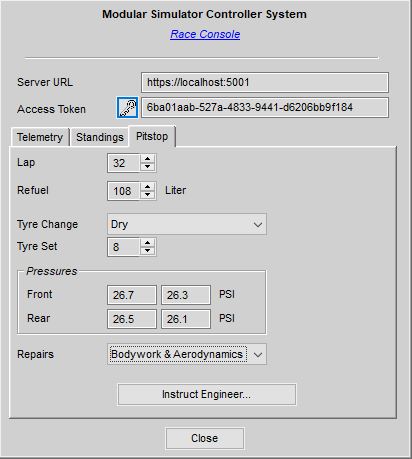 Modular Simulator Controller System
Race Console
Server URL https://localhost:5001
Access Token 6ba01aab-527a-4833-9441-d6206bb9f184
Telemetry Standings Pitstop
Lap 32
Refuel 108 Liter
Tyre Change Dry
Tyre Set 8
Pressures
Front 26.7 26.3 PSI
Rear 26.5 26.1 PSI
Repairs Bodywork & Aerodynamics
Instruct Engineer...
Close